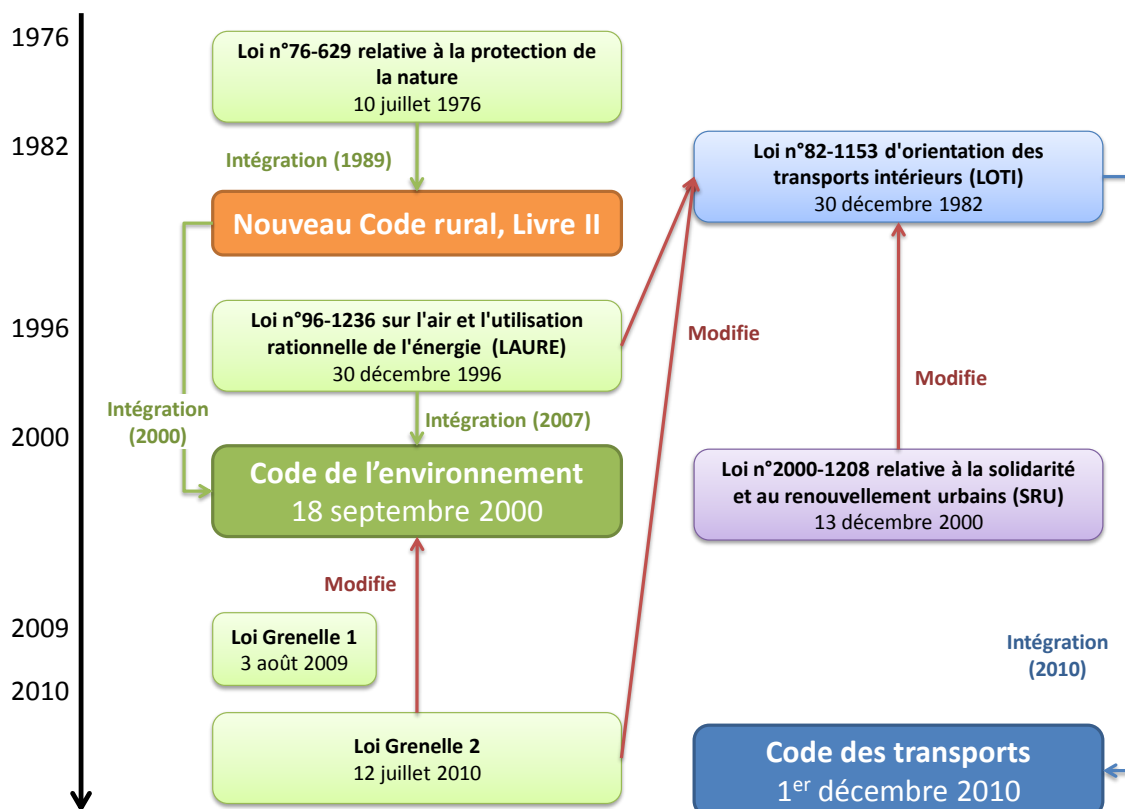 1976
Loi n°76-629 relative à la protection de
la nature
10 juillet 1976
1982
Intégration (1989)
Loi n°82-1153 d'orientation des
transports intérieurs (LOTI)
30 décembre 1982
Nouveau Code rural, Livre II
1996
Loi n°96-1236 sur l'air et l'utilisation
rationnelle de l'énergie (LAURE)
30 décembre 1996
Modifie
Modifie
Intégration
(2000)
Intégration (2007)
2000
Code de l’environnement
18 septembre 2000
Loi n°2000-1208 relative à la solidarité
et au renouvellement urbains (SRU)
13 décembre 2000
Modifie
2009
Loi Grenelle 1
3 août 2009
Intégration
(2010)
2010
Loi Grenelle 2
12 juillet 2010
Code des transports
1er décembre 2010